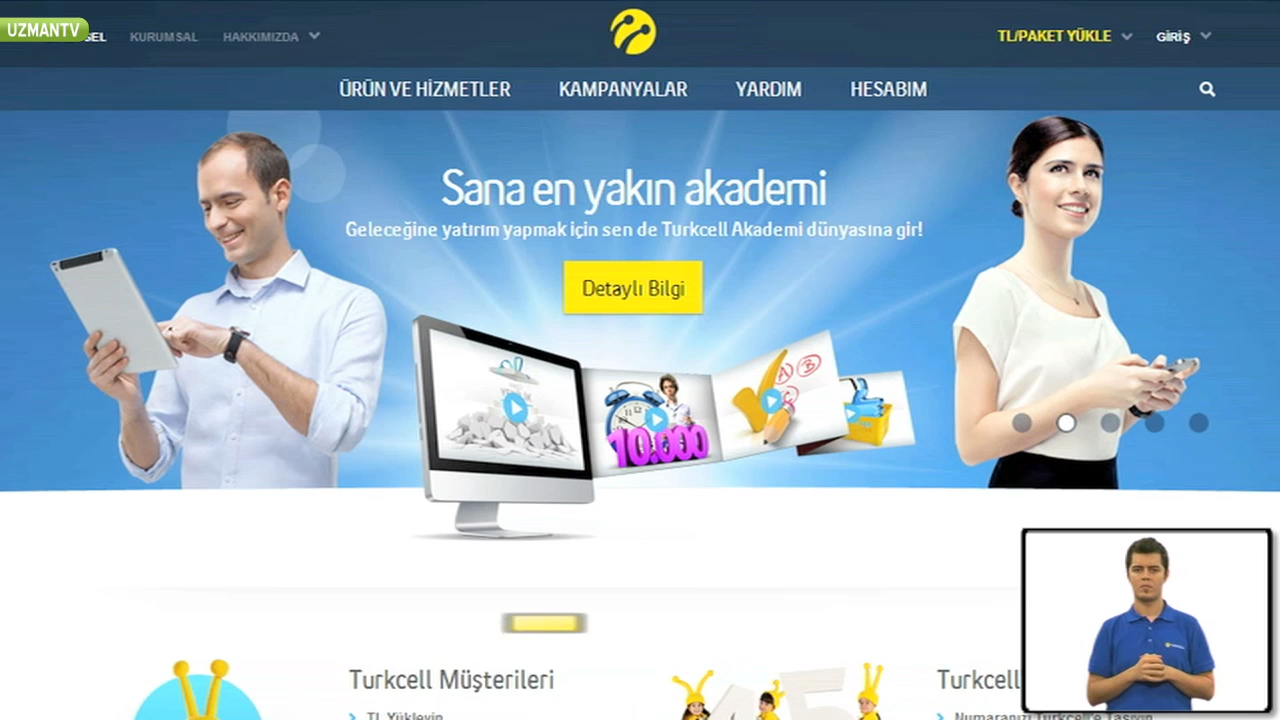 UZMANTV
SEL KURUMSAL HAKKIMIZDA
TL/PAKET YÜKLE GİRİŞ
ÜRÜN VE HİZMETLER KAMPANYALAR YARDIM HESABIM
Sana en yakın akademi
Geleceğine yatırım yapmak için sen de Turkcell Akademi dünyasına gir!
Detaylı Bilgi
10.000
A B
C
Turkcell Müşterileri
TL Yükleyin
4.5
Turkcell
Numaranızı Turkcell'e Taşıyın